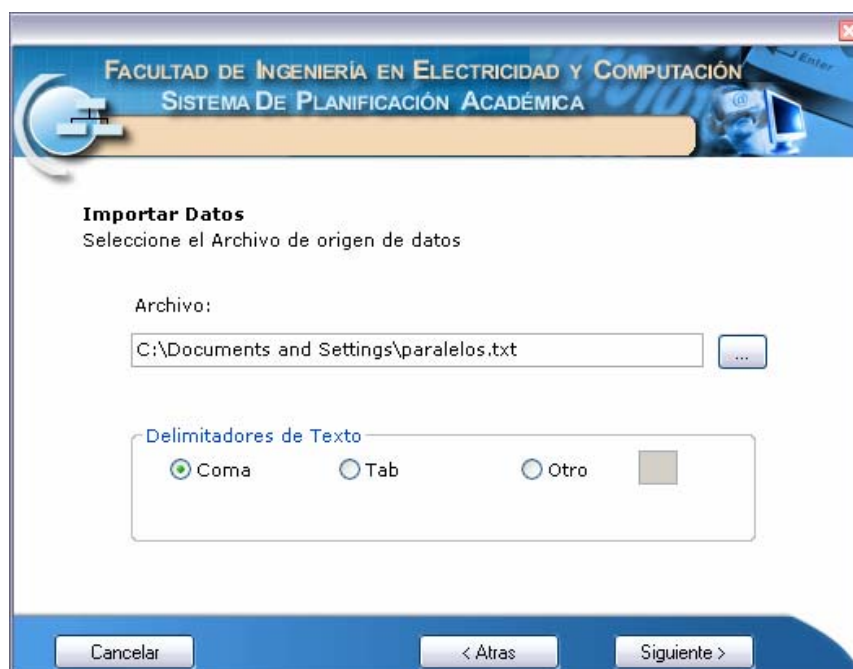 FACULTAD DE INGENIERÍA EN ELECTRICIDAD Y COMPUTACIÓN
SISTEMA DE PLANIFICACIÓN ACADÉMICA
Enter
@
Importar Datos
Seleccione el Archivo de origen de datos
Archivo:
C:\Documents and Settings\paralelos.txt
...
Delimitadores de Texto
Coma Tab Otro
Cancelar < Atras Siguiente >